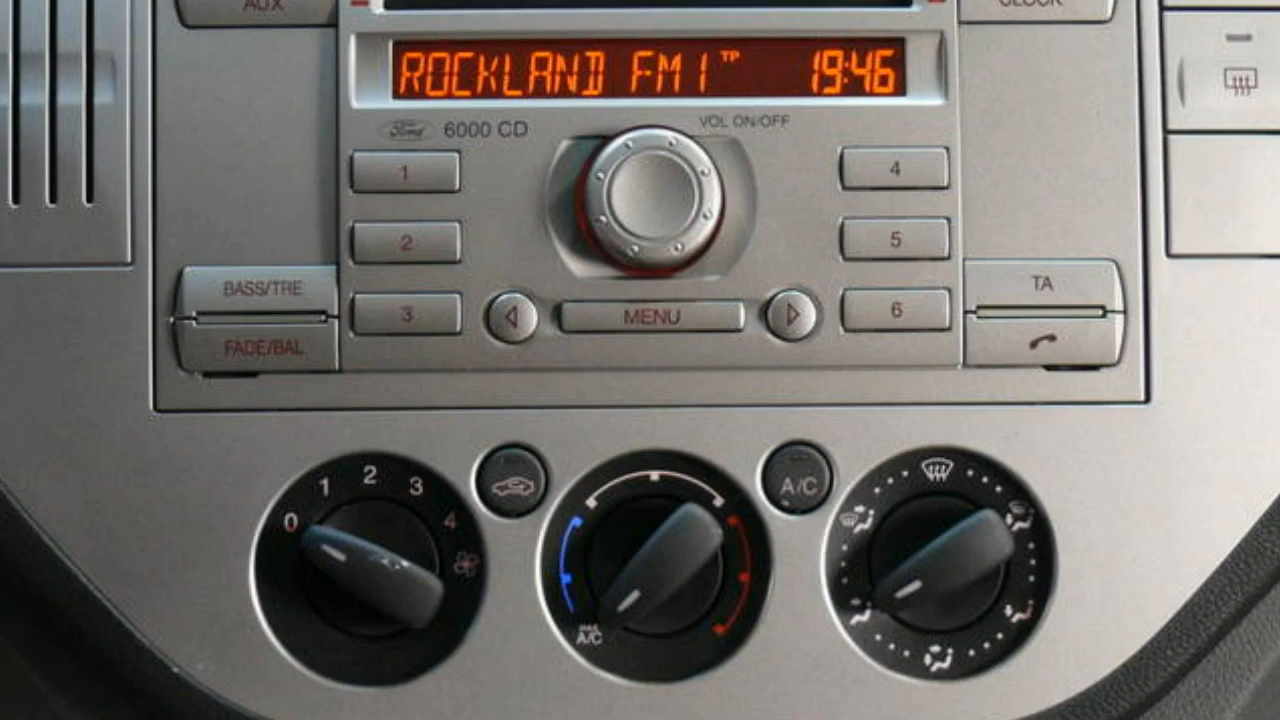 AUX
CLOCK
ROCKLAND FM1 TP 19:46
Ford 6000 CD
VOL ON/OFF
1
4
2
5
BASS/TRE
TA
3
MENU
6
FADE/BAL
0 1 2 3 4
A/C
MAX
A/C